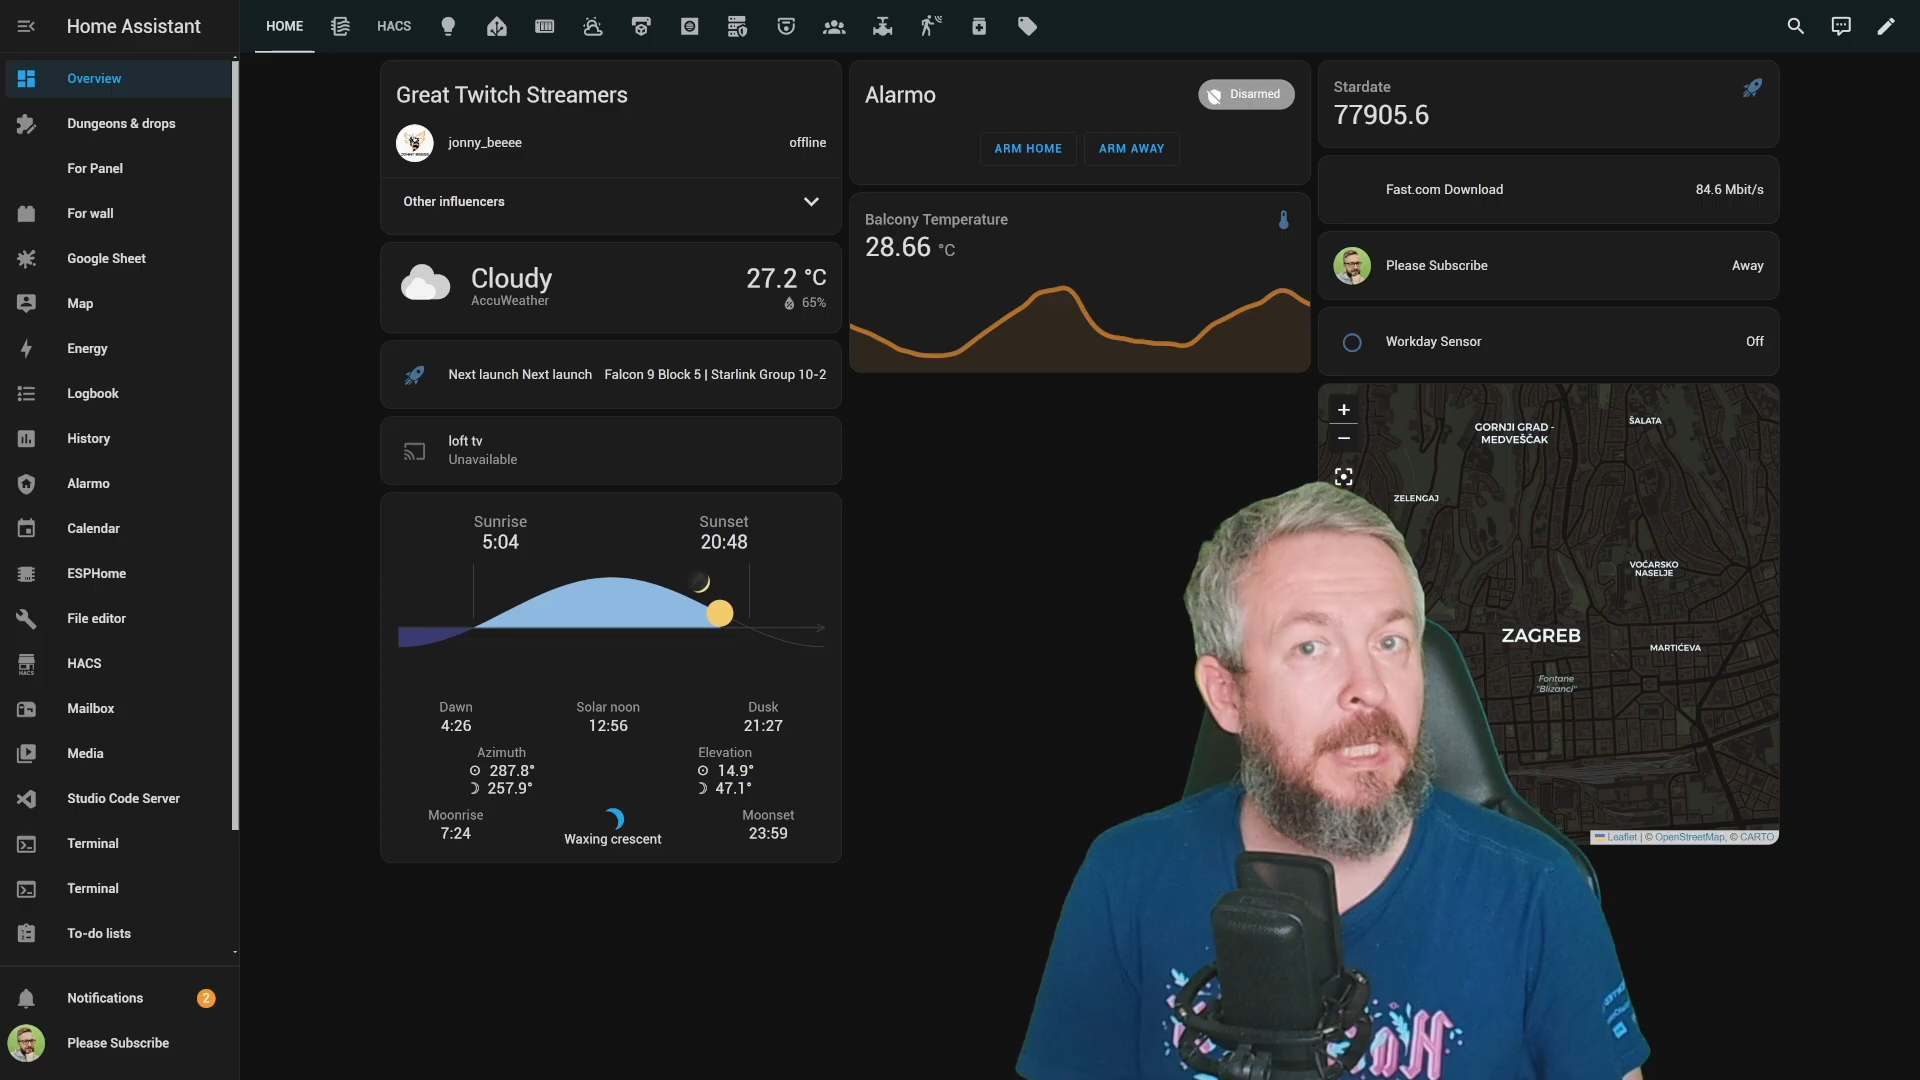 Home Assistant
HOME
HACS
Overview
Dungeons & drops
For Panel
For wall
Google Sheet
Map
Energy
Logbook
History
Alarmo
Calendar
ESPHome
File editor
HACS
Mailbox
Media
Studio Code Server
Terminal
Terminal
To-do lists
Notifications
2
Please Subscribe
Great Twitch Streamers
jonny_beeee
offline
Other influencers
Cloudy
AccuWeather
27.2 °C
65%
Next launch Next launch Falcon 9 Block 5 | Starlink Group 10-2
loft tv
Unavailable
Sunrise
5:04
Sunset
20:48
Dawn
4:26
Solar noon
12:56
Dusk
21:27
Azimuth
287.8°
257.9°
Elevation
14.9°
47.1°
Moonrise
7:24
Waxing crescent
Moonset
23:59
Alarmo
Disarmed
ARM HOME
ARM AWAY
Balcony Temperature
28.66 °C
Stardate
77905.6
Fast.com Download
84.6 Mbit/s
Please Subscribe
Away
Workday Sensor
Off
+
−
GORNJI GRAD -
MEDVEŠČAK
ŠALATA
ZELENGAJ
VOĆARSKO
NASELJE
ZAGREB
MARTIĆEVA
Fontane
"Blizanci"
Leaflet | © OpenStreetMap, © CARTO